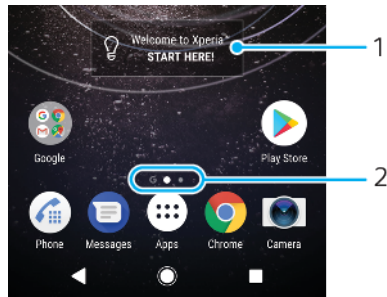 Welcome to Xperia
START HERE!
1
Google
Play Store
2
G
Phone
Messages
Apps
Chrome
Camera